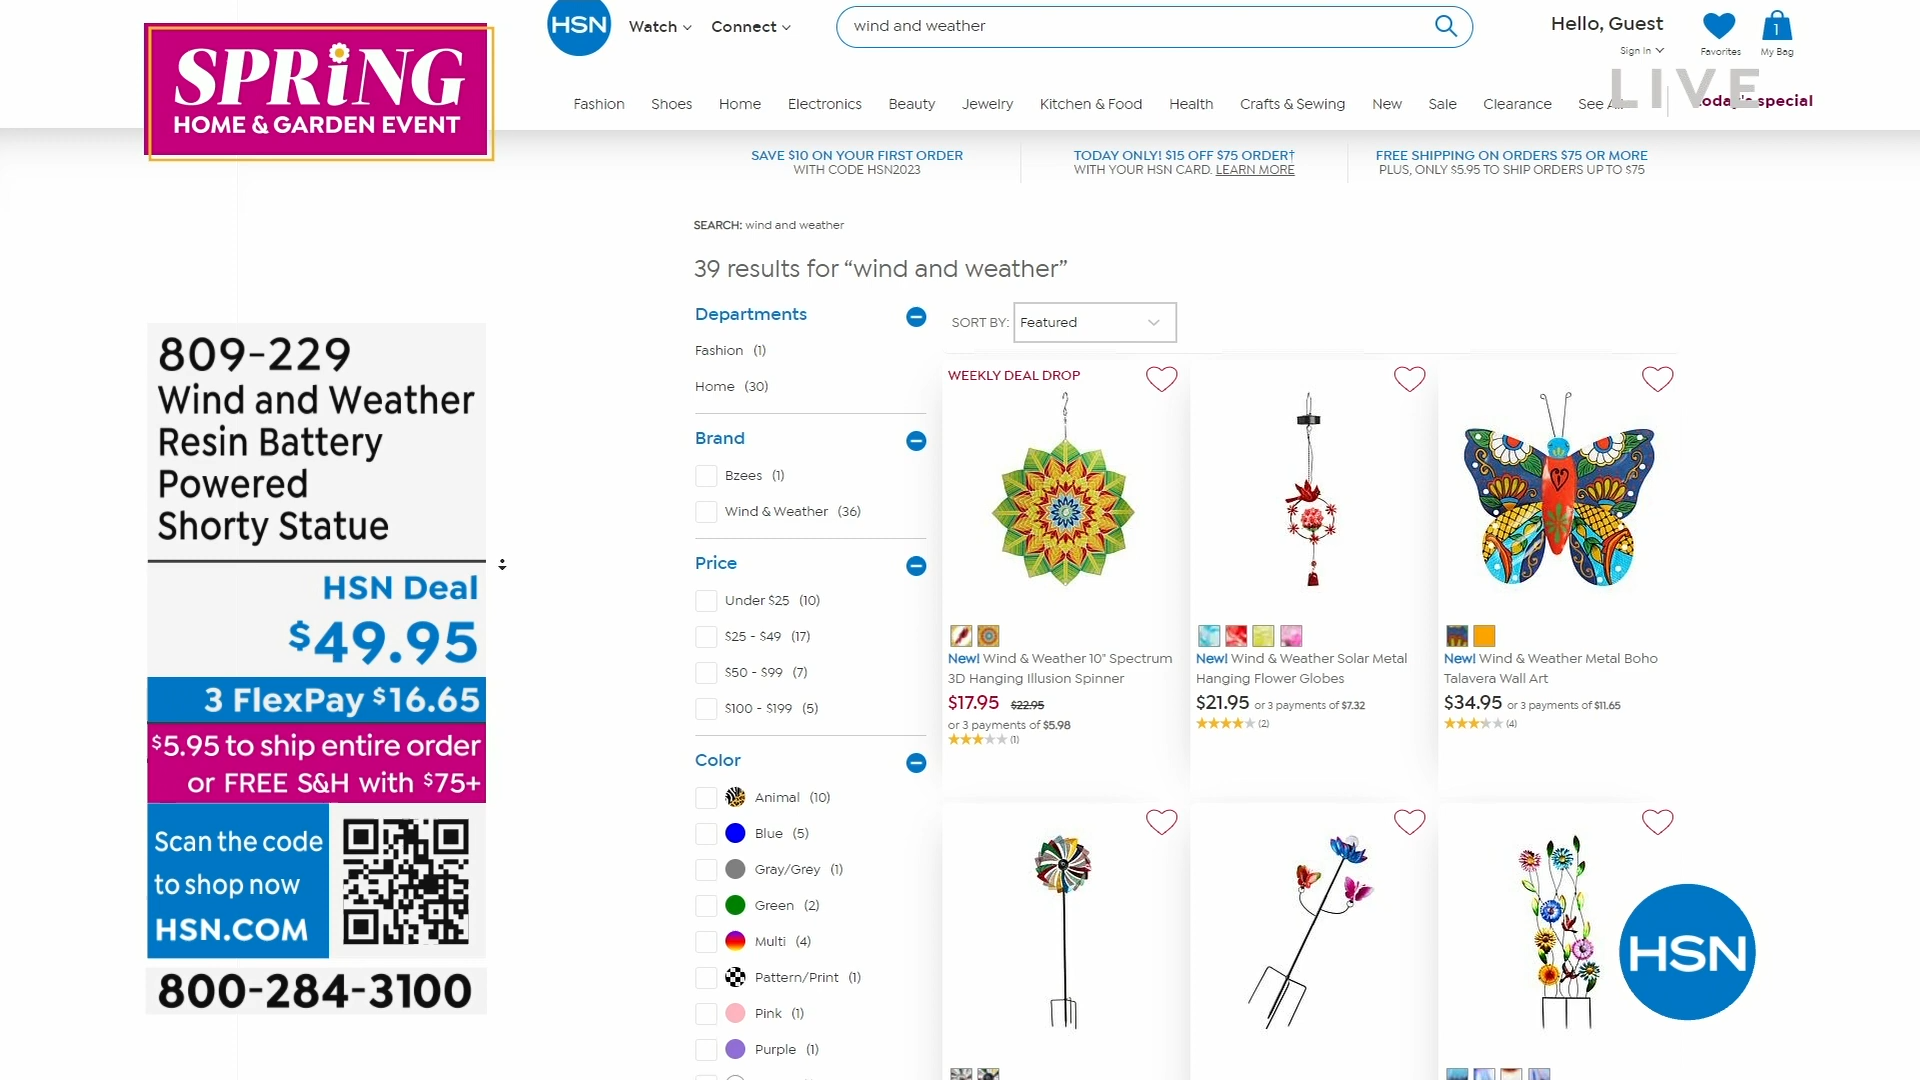 SPRiNG
HOME & GARDEN EVENT
HSN
Watch
Connect
wind and weather
Hello, Guest
Sign In
Favorites
1
My Bag
LIVE
Fashion
Shoes
Home
Electronics
Beauty
Jewelry
Kitchen & Food
Health
Crafts & Sewing
New
Sale
Clearance
See All
today's special
SAVE $10 ON YOUR FIRST ORDER
WITH CODE HSN2023
TODAY ONLY! $15 OFF $75 ORDER†
WITH YOUR HSN CARD. LEARN MORE
FREE SHIPPING ON ORDERS $75 OR MORE
PLUS, ONLY $5.95 TO SHIP ORDERS UP TO $75
SEARCH: wind and weather
39 results for “wind and weather”
809-229
Wind and Weather
Resin Battery
Powered
Shorty Statue
HSN Deal
$49.95
3 FlexPay $16.65
$5.95 to ship entire order
or FREE S&H with $75+
Scan the code
to shop now
HSN.COM
800-284-3100
Departments
Fashion (1)
Home (30)
Brand
Bzees (1)
Wind & Weather (36)
Price
Under $25 (10)
$25 - $49 (17)
$50 - $99 (7)
$100 - $199 (5)
Color
Animal (10)
Blue (5)
Gray/Grey (1)
Green (2)
Multi (4)
Pattern/Print (1)
Pink (1)
Purple (1)
SORT BY: Featured
WEEKLY DEAL DROP
New! Wind & Weather 10" Spectrum
3D Hanging Illusion Spinner
$17.95 $22.95
or 3 payments of $5.98
(1)
New! Wind & Weather Solar Metal
Hanging Flower Globes
$21.95 or 3 payments of $7.32
(2)
New! Wind & Weather Metal Boho
Talavera Wall Art
$34.95 or 3 payments of $11.65
(4)
HSN